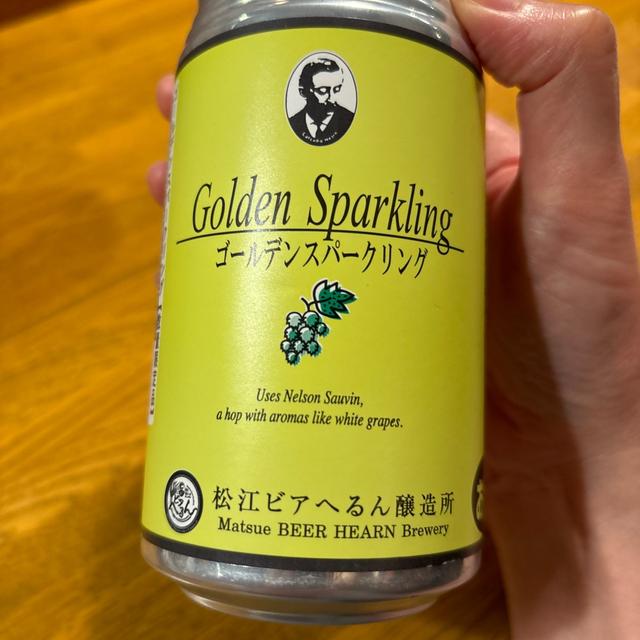 Golden Sparkling
ゴールデンスパークリング
Uses Nelson Sauvin,
a hop with aromas like white grapes.
松江ビアへるん醸造所
Matsue BEER HEARN Brewery